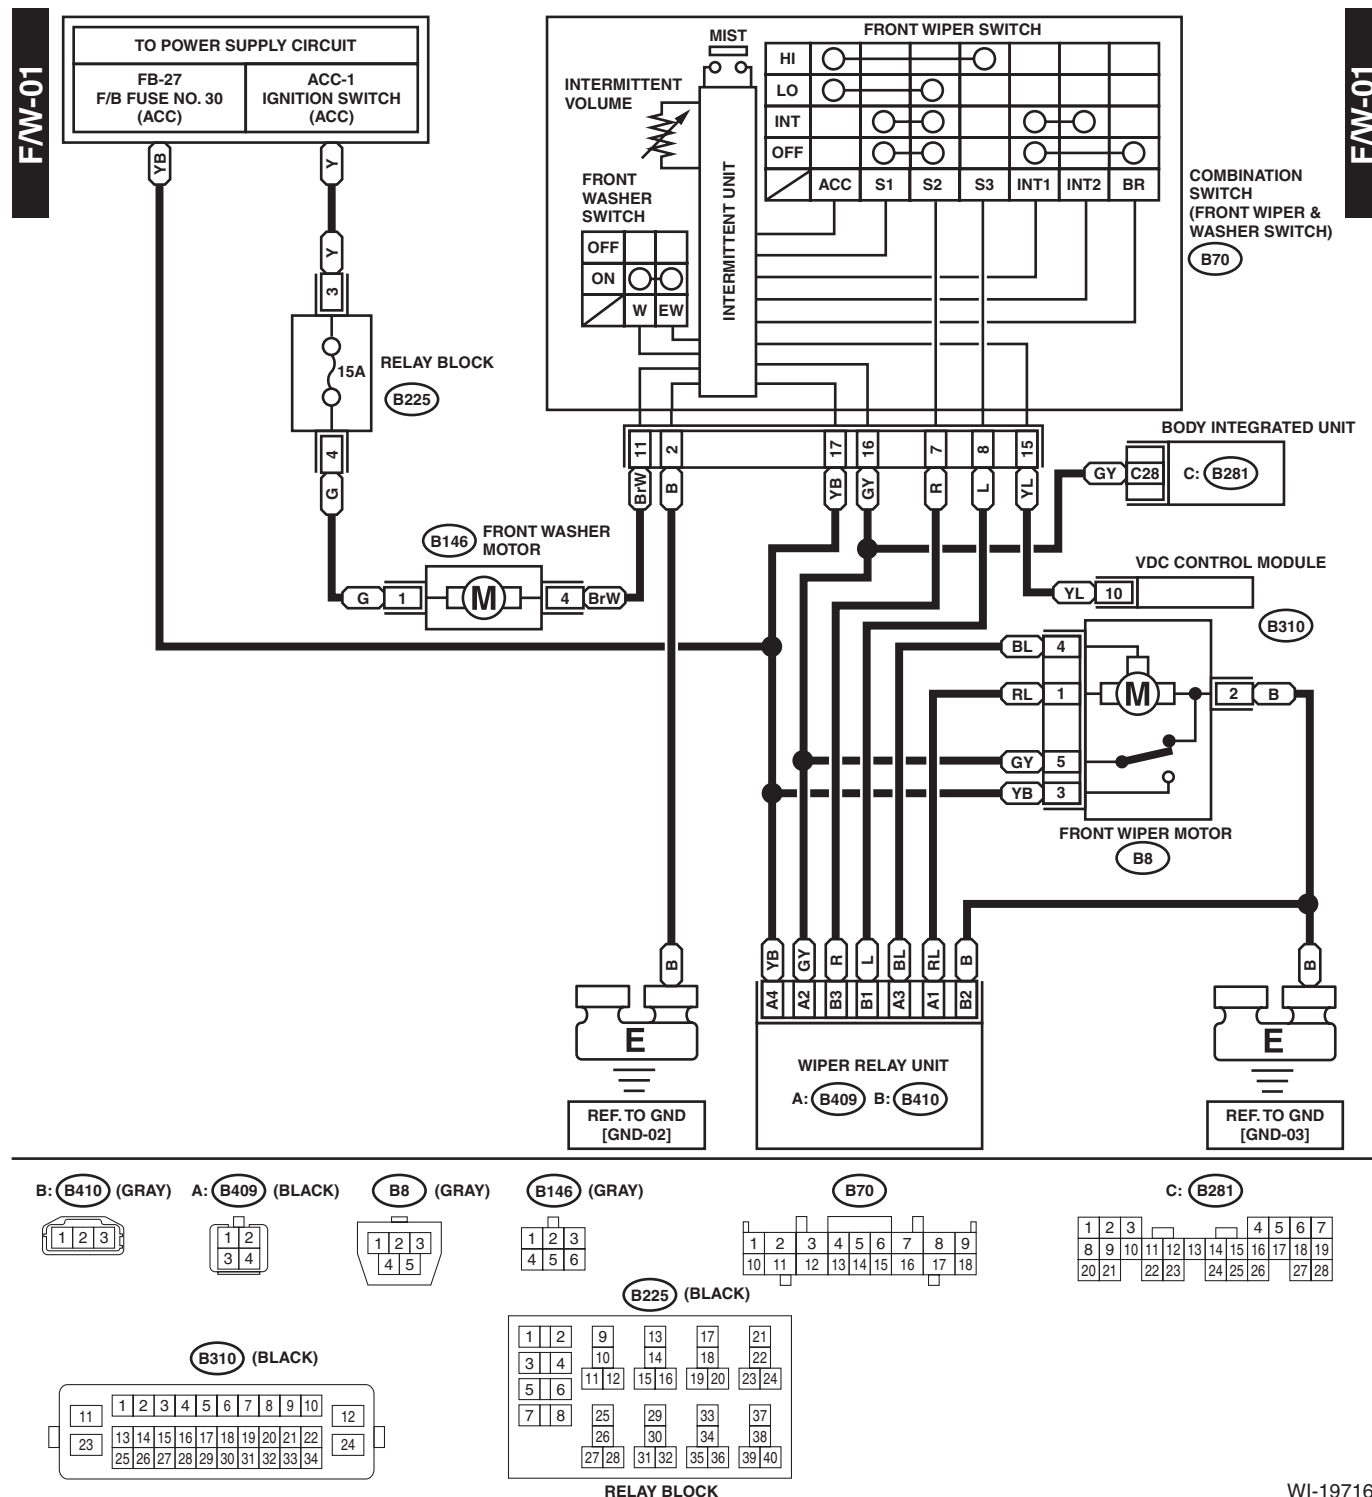 F/W-01
F/W-01
TO POWER SUPPLY CIRCUIT
FB-27
F/B FUSE NO. 30
(ACC)
ACC-1
IGNITION SWITCH
(ACC)
YB
Y
Y
3
15A
RELAY BLOCK
B225
4
G
MIST
FRONT WIPER SWITCH
INTERMITTENT
VOLUME
FRONT
WASHER
SWITCH
OFF
ON
W EW
INTERMITTENT UNIT
HI
LO
INT
OFF
ACC S1 S2 S3 INT1 INT2 BR
COMBINATION
SWITCH
(FRONT WIPER &
WASHER SWITCH)
B70
11 2 17 16 7 8 15
BrW B YB GY R L YL
BODY INTEGRATED UNIT
GY C28 C: B281
B146 FRONT WASHER
MOTOR
G 1 M 4 BrW
VDC CONTROL MODULE
YL 10
B310
BL 4
RL 1 M 2 B
GY 5
YB 3
FRONT WIPER MOTOR
B8
B
YB GY R L BL RL B
B
A4 A2 B3 B1 A3 A1 B2
E
E
WIPER RELAY UNIT
A: B409 B: B410
REF. TO GND
[GND-02]
REF. TO GND
[GND-03]
B: B410 (GRAY)
1 2 3
A: B409 (BLACK)
1 2
3 4
B8 (GRAY)
1 2 3
4 5
B146 (GRAY)
1 2 3
4 5 6
B70
1 2 3 4 5 6 7 8 9
10 11 12 13 14 15 16 17 18
C: B281
1 2 3 4 5 6 7
8 9 10 11 12 13 14 15 16 17 18 19
20 21 22 23 24 25 26 27 28
B310 (BLACK)
11 1 2 3 4 5 6 7 8 9 10 12
23 13 14 15 16 17 18 19 20 21 22 24
25 26 27 28 29 30 31 32 33 34
B225 (BLACK)
1 2 9 13 17 21
3 4 10 14 18 22
11 12 15 16 19 20 23 24
5 6
7 8 25 29 33 37
26 30 34 38
27 28 31 32 35 36 39 40
RELAY BLOCK
WI-19716